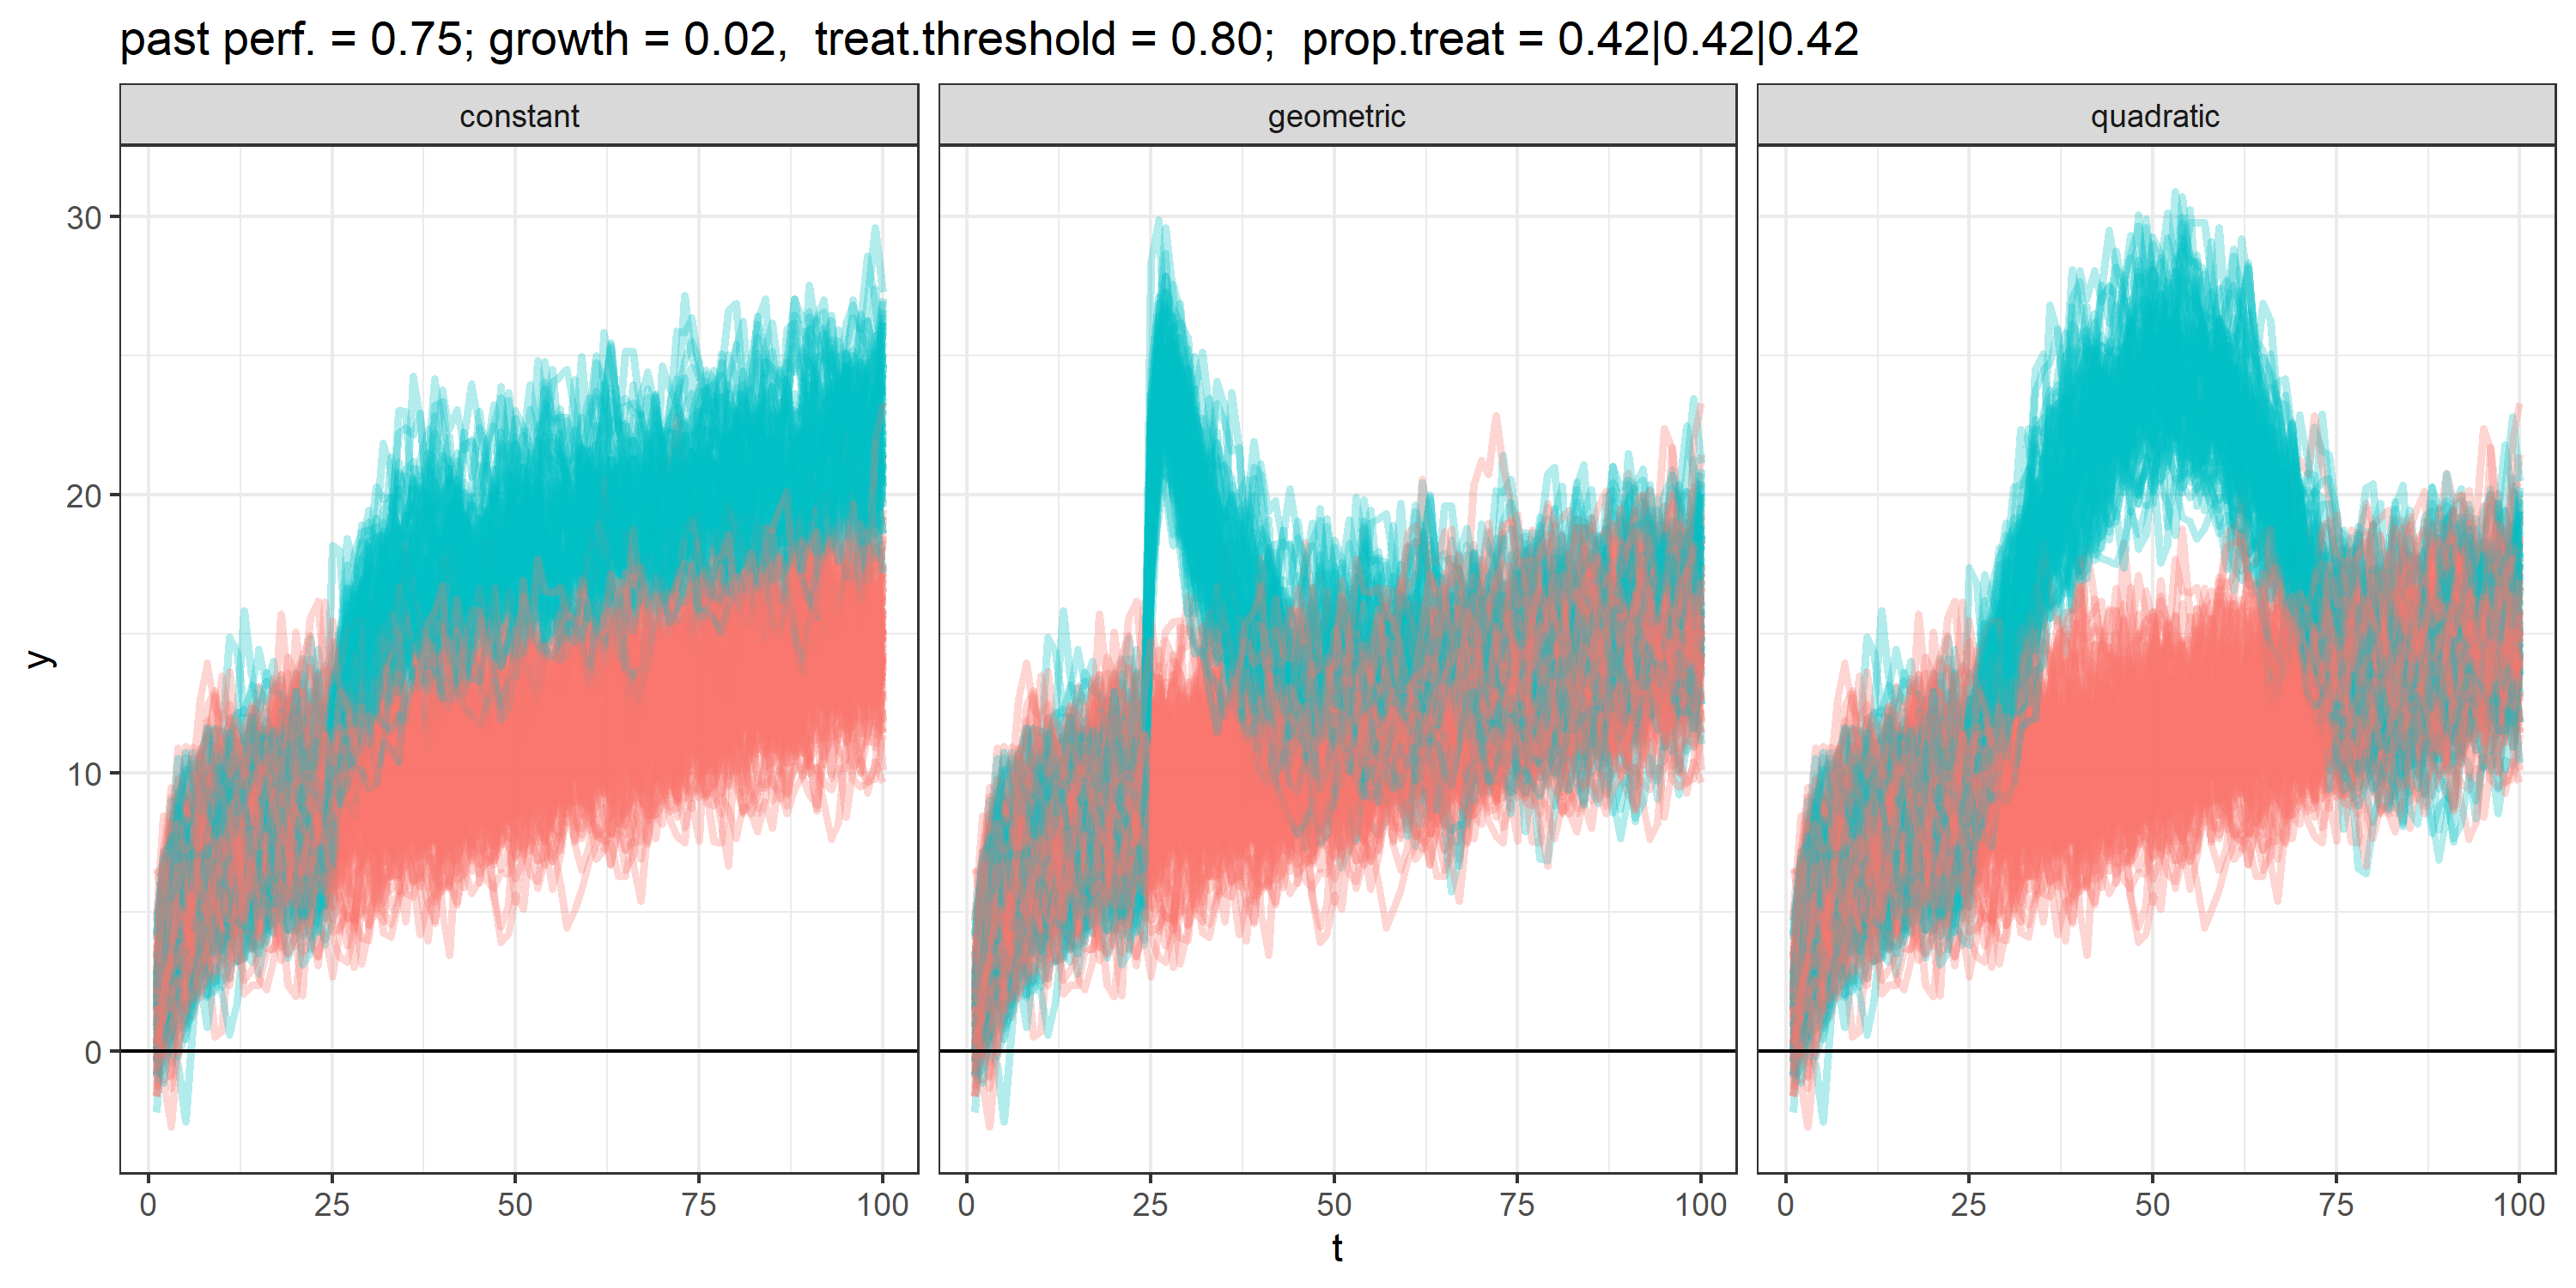 past perf. = 0.75; growth = 0.02,  treat.threshold = 0.80;  prop.treat = 0.42|0.42|0.42
constant
geometric
quadratic
30
20
10
0
y
0 25 50 75 100
0 25 50 75 100
0 25 50 75 100
t